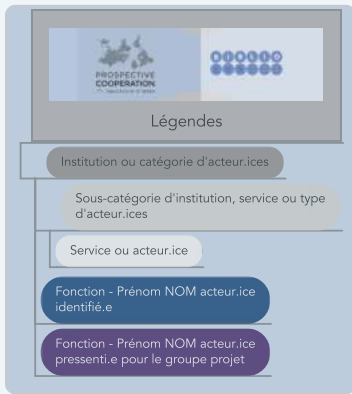 PROSPECTIVE
COOPERATION
BIBLIO
Légendes
Institution ou catégorie d'acteur.ices
Sous-catégorie d'institution, service ou type
d'acteur.ices
Service ou acteur.ice
Fonction - Prénom NOM acteur.ice
identifié.e
Fonction - Prénom NOM acteur.ice
pressenti.e pour le groupe projet